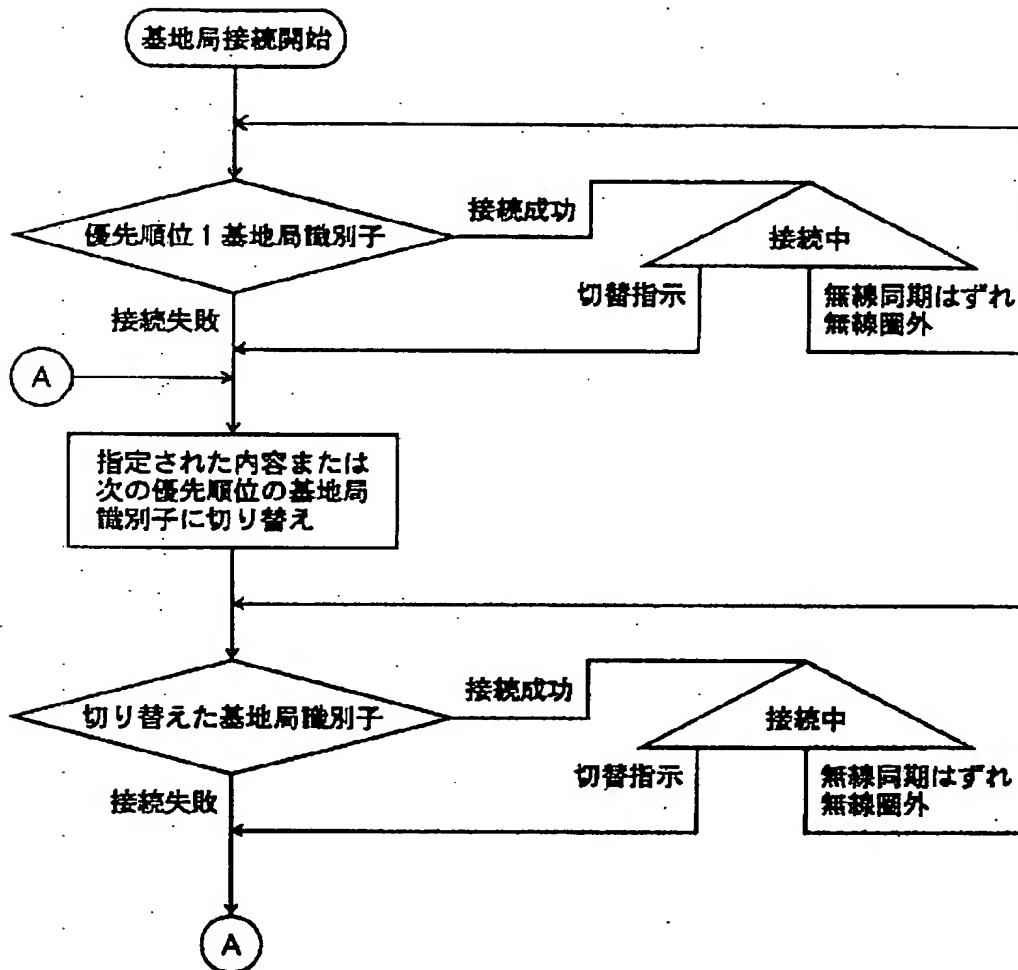 基地局接続開始
優先順位1基地局識別子
接続成功
接続中
切替指示
無線同期はずれ
無線圏外
接続失敗
A
指定された内容または
次の優先順位の基地局
識別子に切り替え
切り替えた基地局識別子
接続成功
接続中
切替指示
無線同期はずれ
無線圏外
接続失敗
A